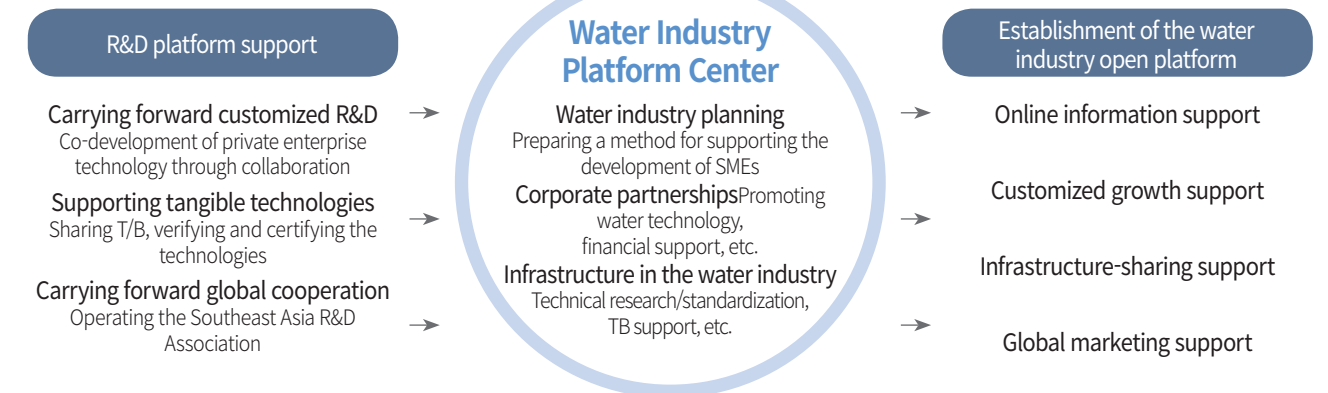 R&D platform support
Carrying forward customized R&D
Co-development of private enterprise
technology through collaboration
Supporting tangible technologies
Sharing T/B, verifying and certifying the
technologies
Carrying forward global cooperation
Operating the Southeast Asia R&D
Association
Water Industry
Platform Center
Water industry planning
Preparing a method for supporting the
development of SMEs
Corporate partnershipsPromoting
water technology,
financial support, etc.
Infrastructure in the water industry
Technical research/standardization,
TB support, etc.
Establishment of the water
industry open platform
Online information support
Customized growth support
Infrastructure-sharing support
Global marketing support